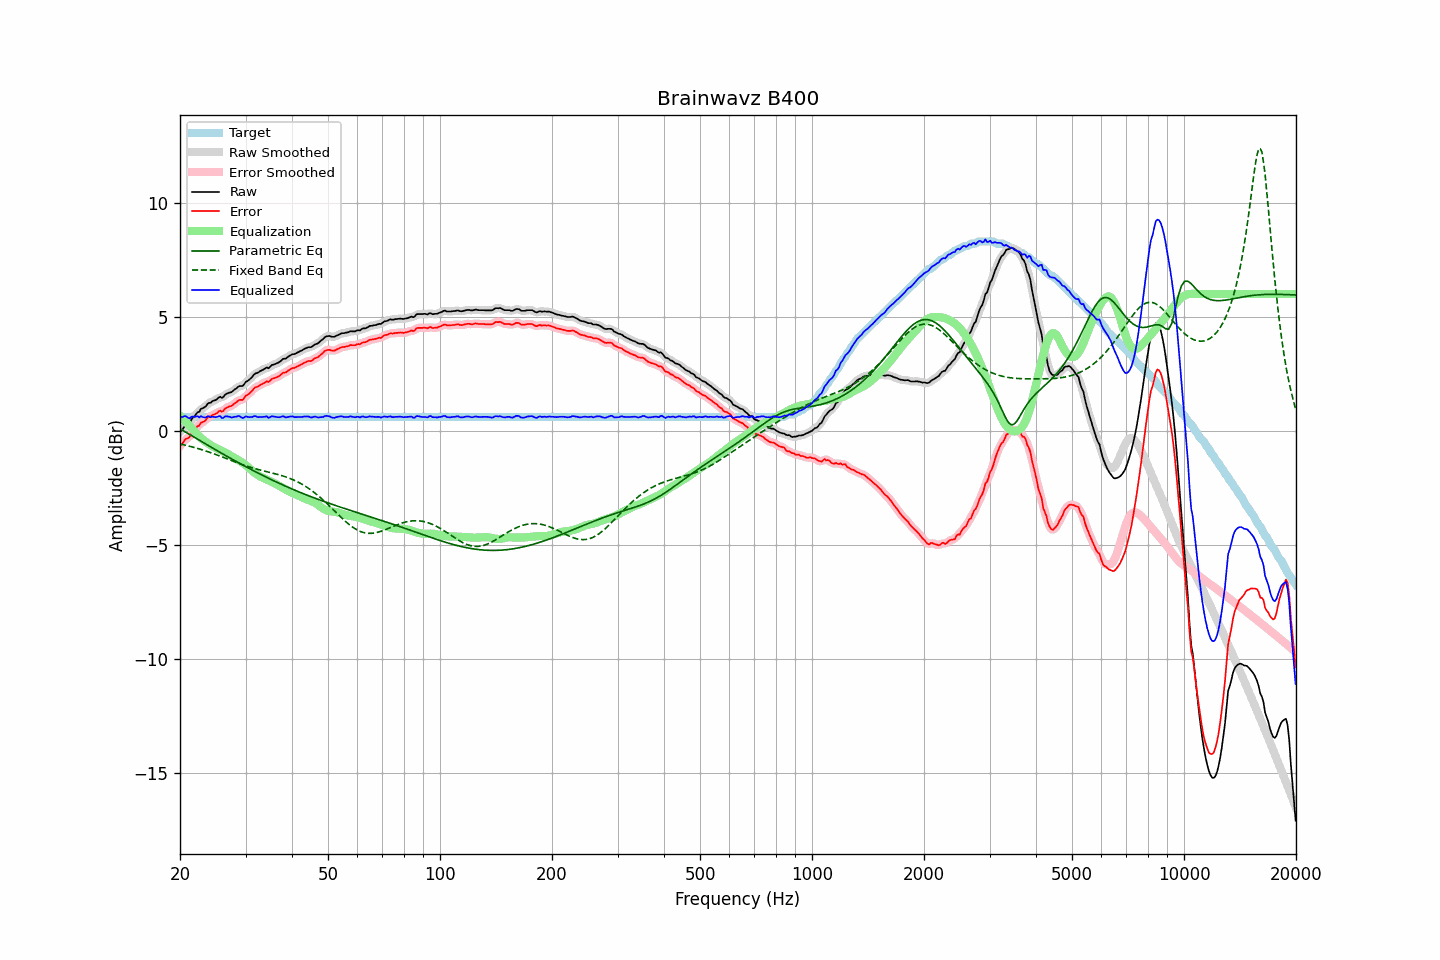 Brainwavz B400
Target
Raw Smoothed
Error Smoothed
Raw
Error
Equalization
Parametric Eq
Fixed Band Eq
Equalized
10
5
0
−5
−10
−15
Amplitude (dBr)
20 50 100 200 500 1000 2000 5000 10000 20000
Frequency (Hz)